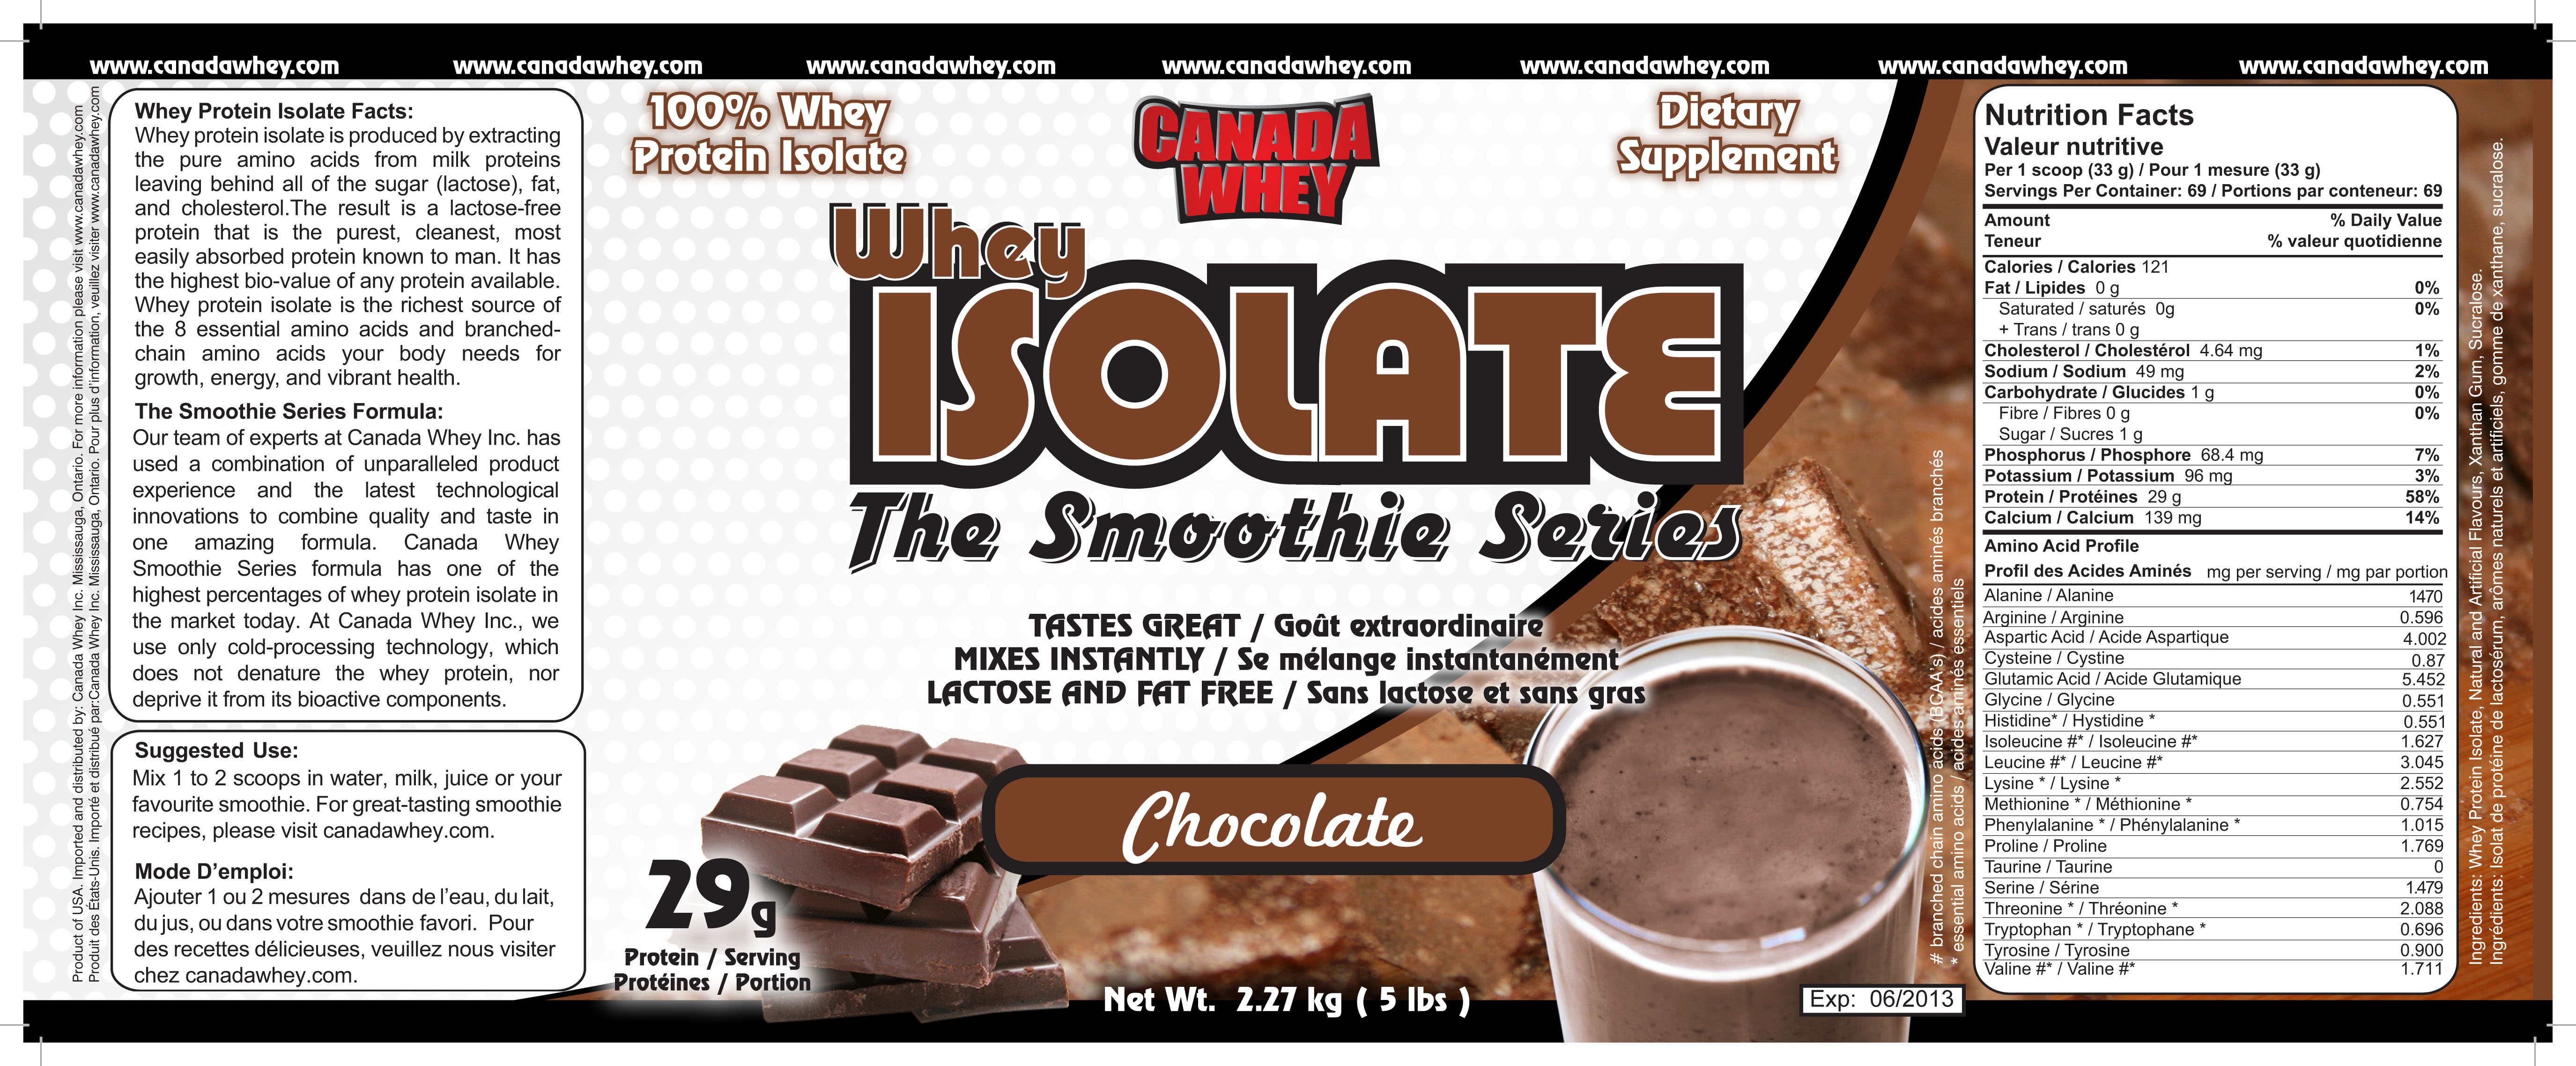 www.canadawhey.com www.canadawhey.com www.canadawhey.com www.canadawhey.com www.canadawhey.com www.canadawhey.com www.canadawhey.com
Product of USA. Imported and distributed by: Canada Whey Inc. Mississauga, Ontario. For more information please visit www.canadawhey.com
Produit des États-Unis. Importé et distribué par:Canada Whey Inc. Mississauga, Ontario. Pour plus d'information, veuillez visiter www.canadawhey.com
Whey Protein Isolate Facts:
Whey protein isolate is produced by extracting
the pure amino acids from milk proteins
leaving behind all of the sugar (lactose), fat,
and cholesterol.The result is a lactose-free
protein that is the purest, cleanest, most
easily absorbed protein known to man. It has
the highest bio-value of any protein available.
Whey protein isolate is the richest source of
the 8 essential amino acids and branched-
chain amino acids your body needs for
growth, energy, and vibrant health.
The Smoothie Series Formula:
Our team of experts at Canada Whey Inc. has
used a combination of unparalleled product
experience and the latest technological
innovations to combine quality and taste in
one amazing formula. Canada Whey
Smoothie Series formula has one of the
highest percentages of whey protein isolate in
the market today. At Canada Whey Inc., we
use only cold-processing technology, which
does not denature the whey protein, nor
deprive it from its bioactive components.
Suggested Use:
Mix 1 to 2 scoops in water, milk, juice or your
favourite smoothie. For great-tasting smoothie
recipes, please visit canadawhey.com.
Mode D'emploi:
Ajouter 1 ou 2 mesures dans de l'eau, du lait,
du jus, ou dans votre smoothie favori. Pour
des recettes délicieuses, veuillez nous visiter
chez canadawhey.com.
100% Whey
Protein Isolate
CANADA
WHEY
Dietary
Supplement
Whey
ISOLATE
The Smoothie Series
TASTES GREAT / Goût extraordinaire
MIXES INSTANTLY / Se mélange instantanément
LACTOSE AND FAT FREE / Sans lactose et sans gras
Chocolate
29g
Protein / Serving
Protéines / Portion
Net Wt. 2.27 kg ( 5 lbs )
Exp: 06/2013
# branched chain amino acids (BCAA's) / acides aminés branchés
* essential amino acids / acides aminés essentiels
Nutrition Facts
Valeur nutritive
Per 1 scoop (33 g) / Pour 1 mesure (33 g)
Servings Per Container: 69 / Portions par conteneur: 69
Amount % Daily Value
Teneur % valeur quotidienne
Calories / Calories 121
Fat / Lipides 0 g 0%
Saturated / saturés 0g 0%
+ Trans / trans 0 g
Cholesterol / Cholestérol 4.64 mg 1%
Sodium / Sodium 49 mg 2%
Carbohydrate / Glucides 1 g 0%
Fibre / Fibres 0 g 0%
Sugar / Sucres 1 g
Phosphorus / Phosphore 68.4 mg 7%
Potassium / Potassium 96 mg 3%
Protein / Protéines 29 g 58%
Calcium / Calcium 139 mg 14%
Amino Acid Profile
Profil des Acides Aminés mg per serving / mg par portion
Alanine / Alanine 1470
Arginine / Arginine 0.596
Aspartic Acid / Acide Aspartique 4.002
Cysteine / Cystine 0.87
Glutamic Acid / Acide Glutamique 5.452
Glycine / Glycine 0.551
Histidine* / Hystidine * 0.551
Isoleucine #* / Isoleucine #* 1.627
Leucine #* / Leucine #* 3.045
Lysine * / Lysine * 2.552
Methionine * / Méthionine * 0.754
Phenylalanine * / Phénylalanine * 1.015
Proline / Proline 1.769
Taurine / Taurine 0
Serine / Sérine 1.479
Threonine * / Thréonine * 2.088
Tryptophan * / Tryptophane * 0.696
Tyrosine / Tyrosine 0.900
Valine #* / Valine #* 1.711
Ingredients: Whey Protein Isolate, Natural and Artificial Flavours, Xanthan Gum, Sucralose.
Ingrédients: Isolat de protéine de lactosérum, arômes naturels et artificiels, gomme de xanthane, sucralose.